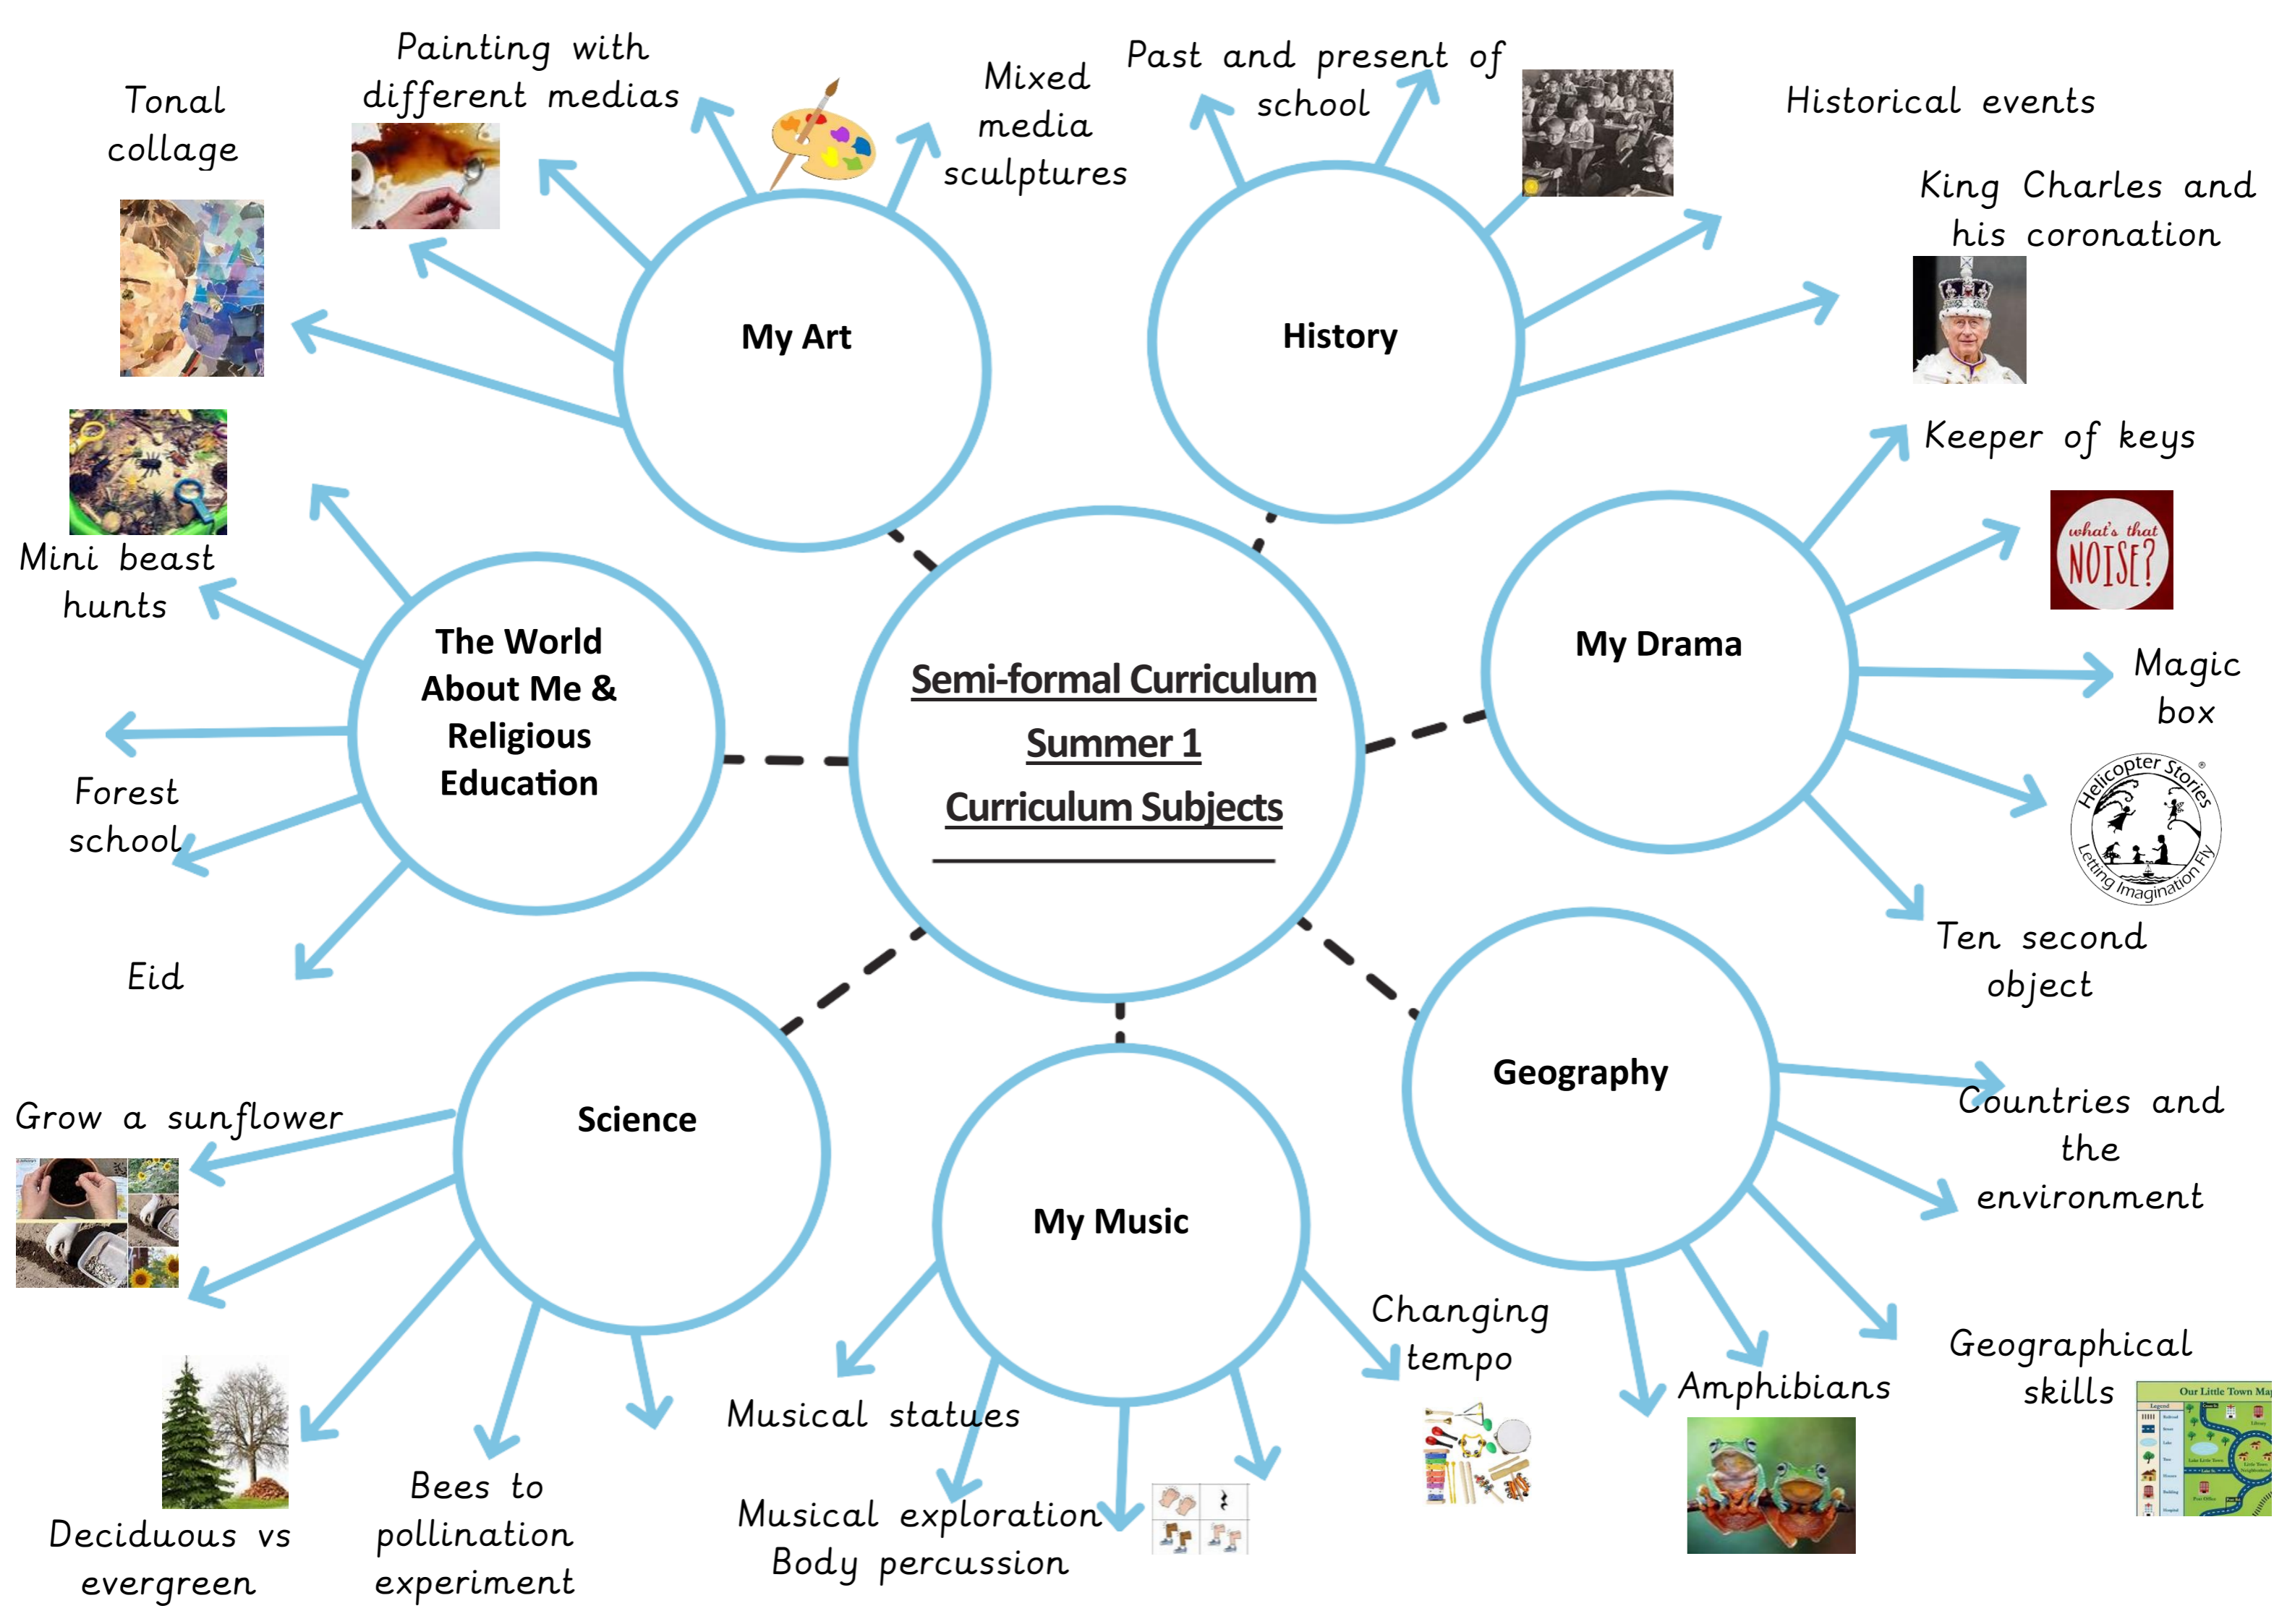 Painting with
different medias
Tonal
collage
Mixed
media
sculptures
Past and present of
school
Historical events
King Charles and
his coronation
My Art
History
Keeper of keys
what's that
NOISE?
Mini beast
hunts
The World
About Me &
Religious
Education
My Drama
Magic
box
Semi-formal Curriculum
Summer 1
Curriculum Subjects
Helicopter Stories ®
Letting Imagination Fly
Forest
school
Ten second
object
Eid
Geography
Countries and
the
environment
Grow a sunflower
Science
My Music
Changing
tempo
Geographical
skills
Amphibians
Our Little Town Map
Legend
Musical statues
Musical exploration
Body percussion
Bees to
pollination
experiment
Deciduous vs
evergreen